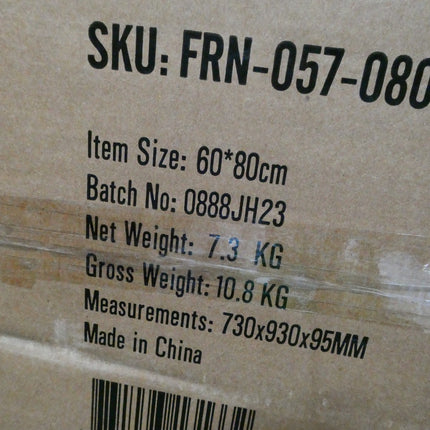 SKU: FRN-057-080
Item Size: 60*80cm
Batch No: 0888JH23
Net Weight: 7.3 KG
Gross Weight: 10.8 KG
Measurements: 730x930x95MM
Made in China